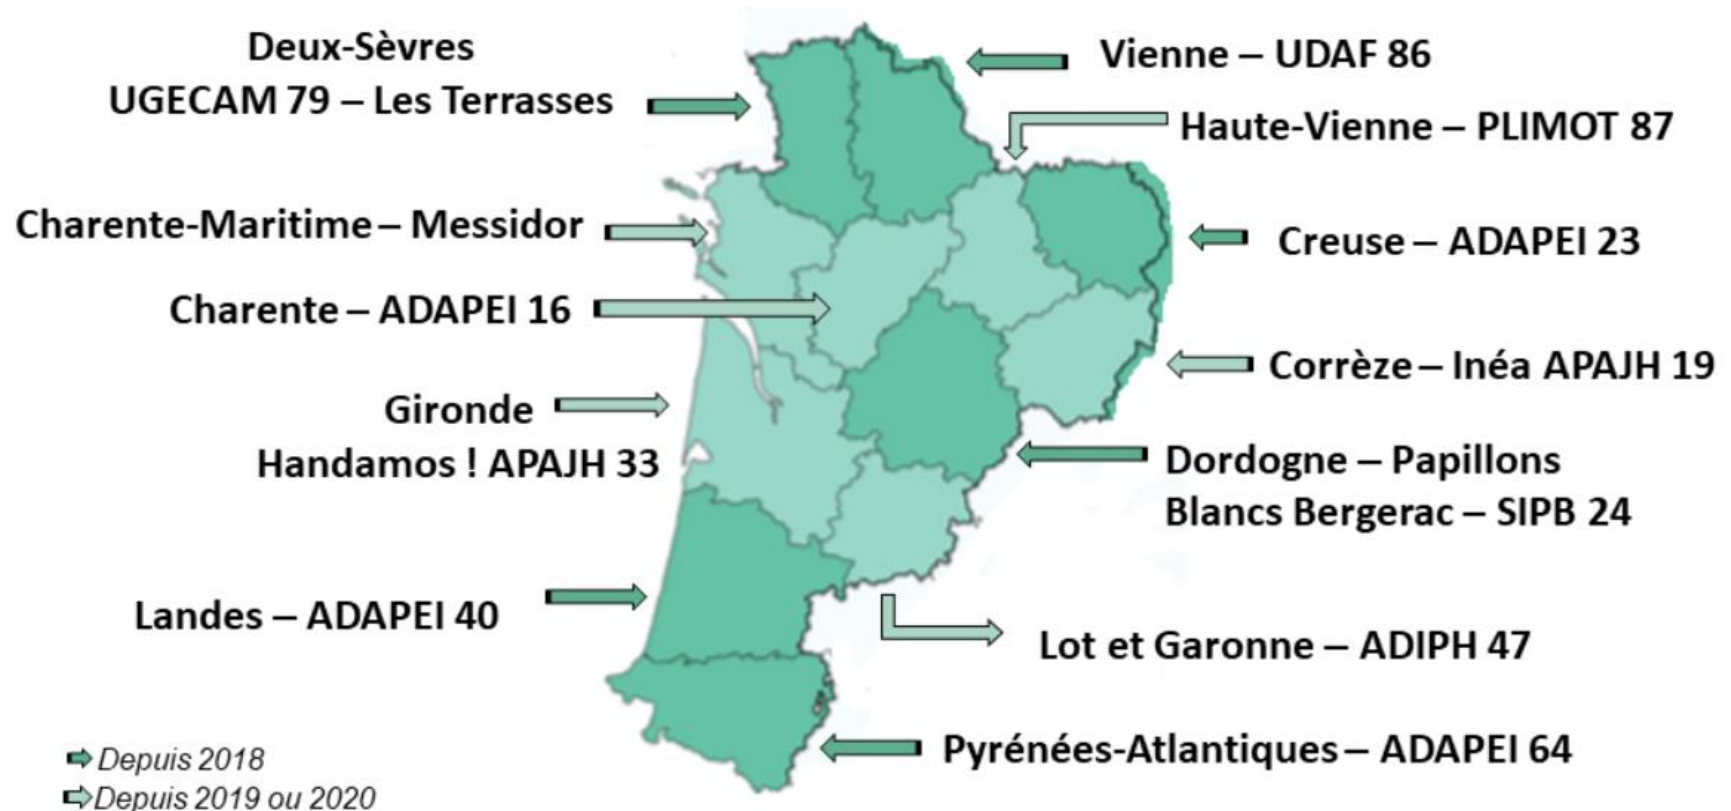 Deux-Sèvres
UGECAM 79 – Les Terrasses
Vienne – UDAF 86
Haute-Vienne – PLIMOT 87
Charente-Maritime – Messidor
Creuse – ADAPEI 23
Charente – ADAPEI 16
Corrèze – Inéa APAJH 19
Gironde
Handamos ! APAJH 33
Dordogne – Papillons
Blancs Bergerac – SIPB 24
Landes – ADAPEI 40
Lot et Garonne – ADIPH 47
Pyrénées-Atlantiques – ADAPEI 64
Depuis 2018
Depuis 2019 ou 2020